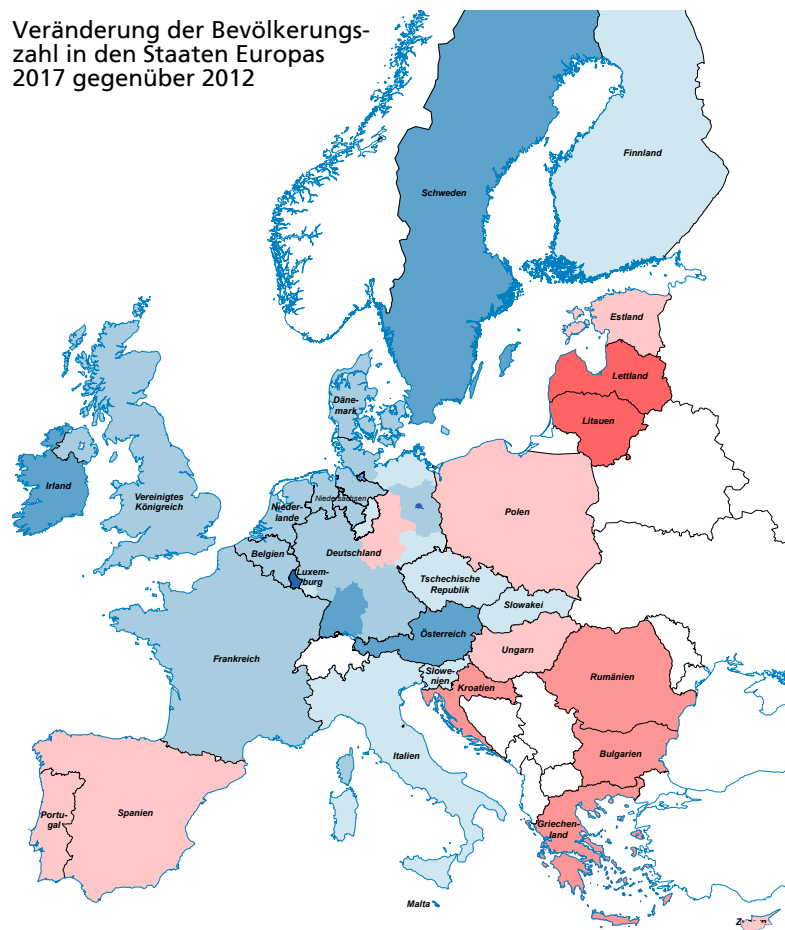 Veränderung der Bevölkerungs-
zahl in den Staaten Europas
2017 gegenüber 2012
Finnland
Schweden
Estland
Lettland
Litauen
Däne-
mark
Irland
Vereinigtes
Königreich
Nieder-
lande
Niedersachsen
Polen
Belgien
Deutschland
Luxem-
burg
Tschechische
Republik
Slowakei
Österreich
Ungarn
Frankreich
Slowe-
nien
Kroatien
Rumänien
Italien
Bulgarien
Portu-
gal
Spanien
Griechen-
land
Malta